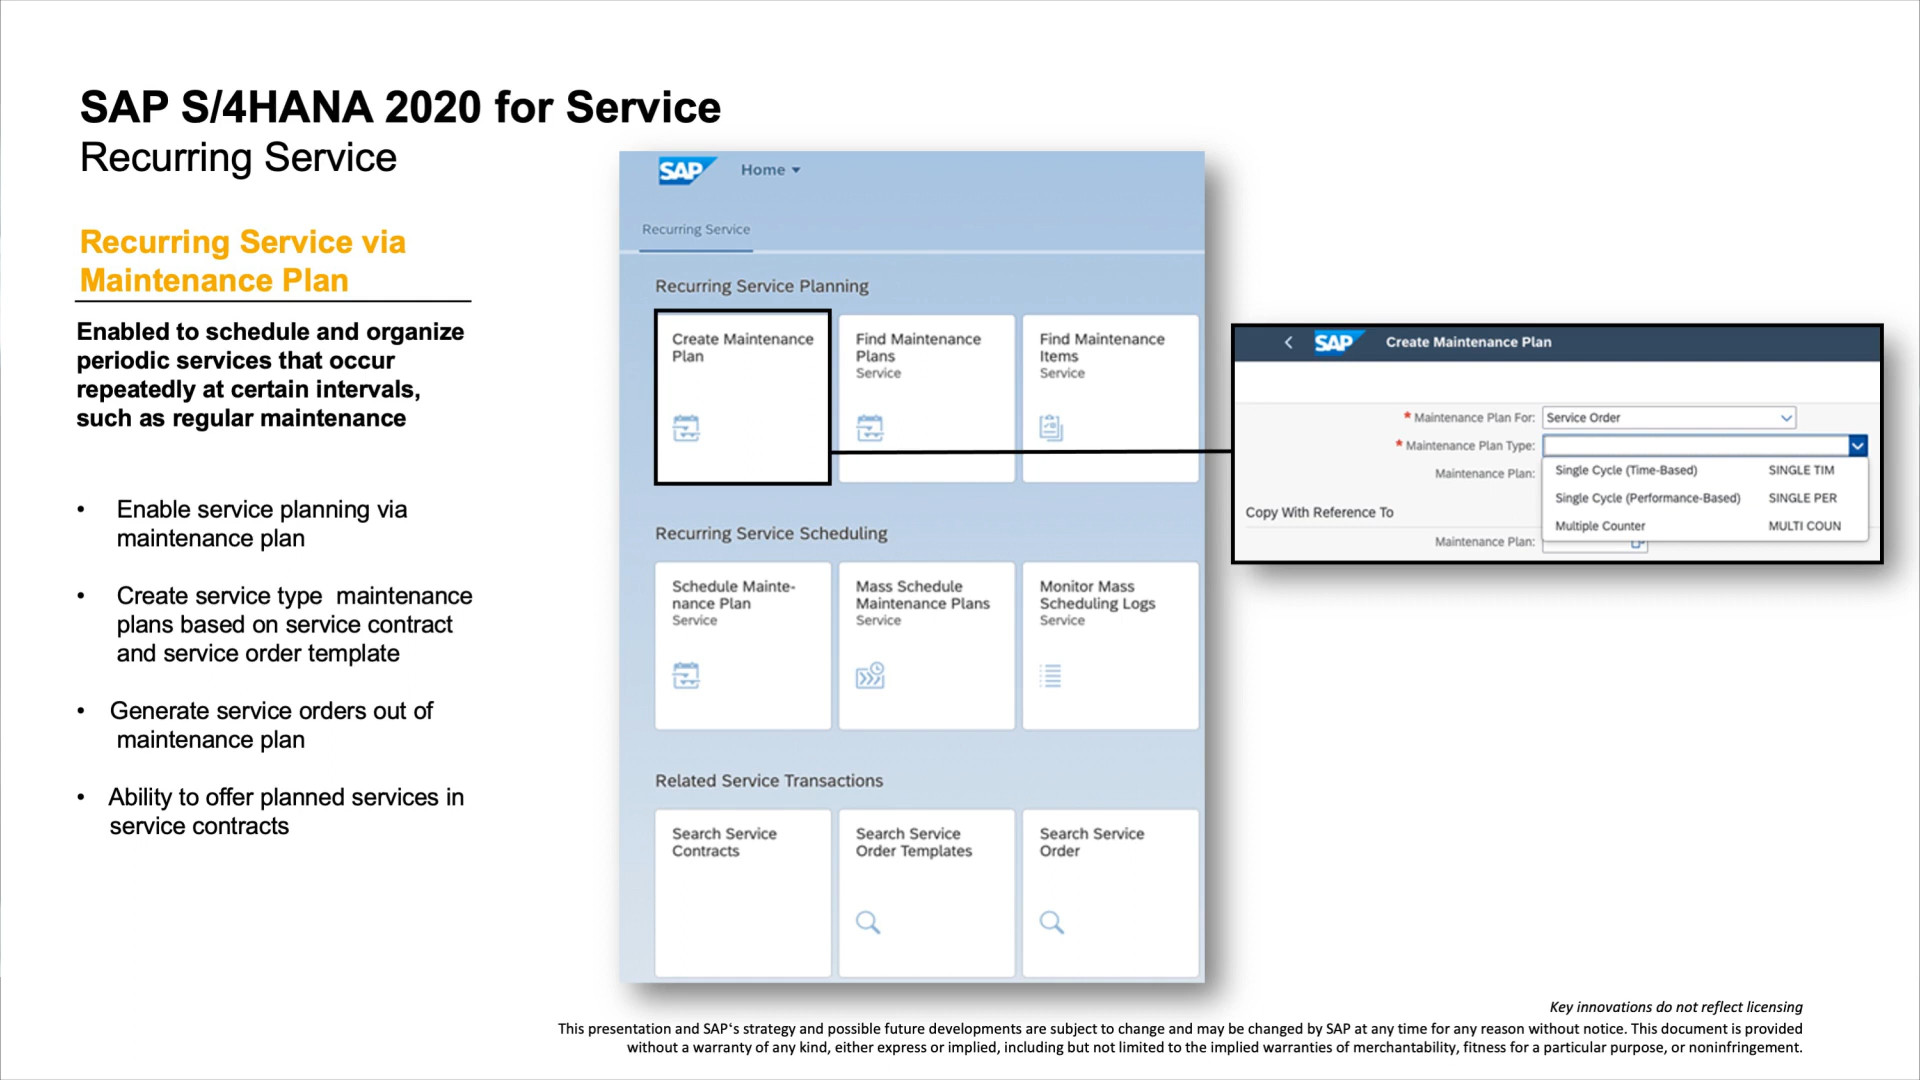 SAP S/4HANA 2020 for Service
Recurring Service
Recurring Service via
Maintenance Plan
Enabled to schedule and organize
periodic services that occur
repeatedly at certain intervals,
such as regular maintenance
• Enable service planning via
maintenance plan
• Create service type maintenance
plans based on service contract
and service order template
• Generate service orders out of
maintenance plan
• Ability to offer planned services in
service contracts
SAP Home
Recurring Service
Recurring Service Planning
Create Maintenance
Plan
Find Maintenance
Plans
Service
Find Maintenance
Items
Service
Recurring Service Scheduling
Schedule Mainte-
nance Plan
Service
Mass Schedule
Maintenance Plans
Service
Monitor Mass
Scheduling Logs
Service
Related Service Transactions
Search Service
Contracts
Search Service
Order Templates
Search Service
Order
SAP Create Maintenance Plan
* Maintenance Plan For: Service Order
* Maintenance Plan Type:
Single Cycle (Time-Based) SINGLE TIM
Maintenance Plan:
Single Cycle (Performance-Based) SINGLE PER
Copy With Reference To
Multiple Counter MULTI COUN
Maintenance Plan:
Key innovations do not reflect licensing
This presentation and SAP‘s strategy and possible future developments are subject to change and may be changed by SAP at any time for any reason without notice. This document is provided
without a warranty of any kind, either express or implied, including but not limited to the implied warranties of merchantability, fitness for a particular purpose, or noninfringement.